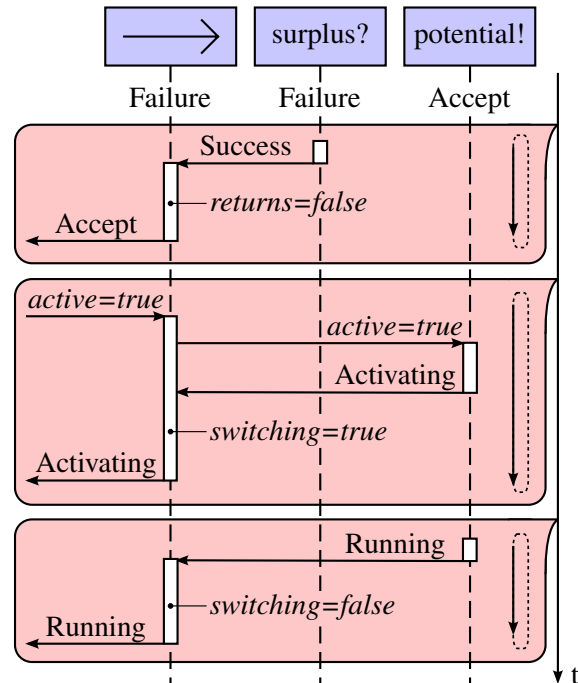 surplus?
potential!
Failure
Failure
Accept
Success
returns=false
Accept
active=true
active=true
Activating
switching=true
Activating
Running
switching=false
Running
t